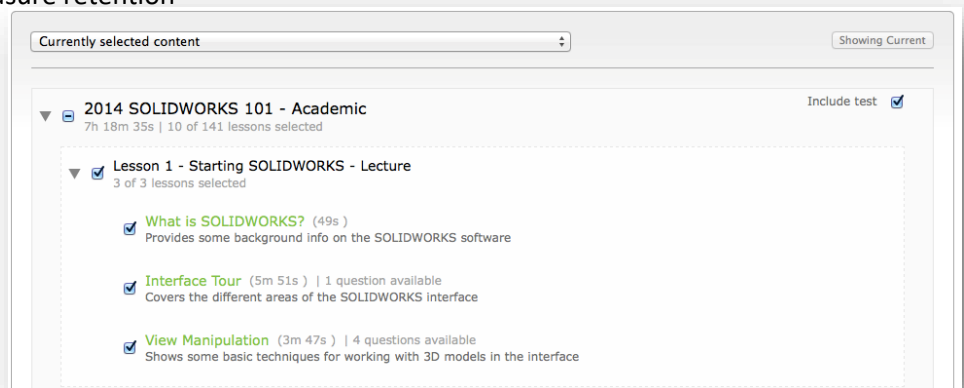 retention
Currently selected content
Showing Current
2014 SOLIDWORKS 101 - Academic
Include test
7h 18m 35s | 10 of 141 lessons selected
Lesson 1 - Starting SOLIDWORKS - Lecture
3 of 3 lessons selected
What is SOLIDWORKS? (49s )
Provides some background info on the SOLIDWORKS software
Interface Tour (5m 51s ) | 1 question available
Covers the different areas of the SOLIDWORKS interface
View Manipulation (3m 47s ) | 4 questions available
Shows some basic techniques for working with 3D models in the interface